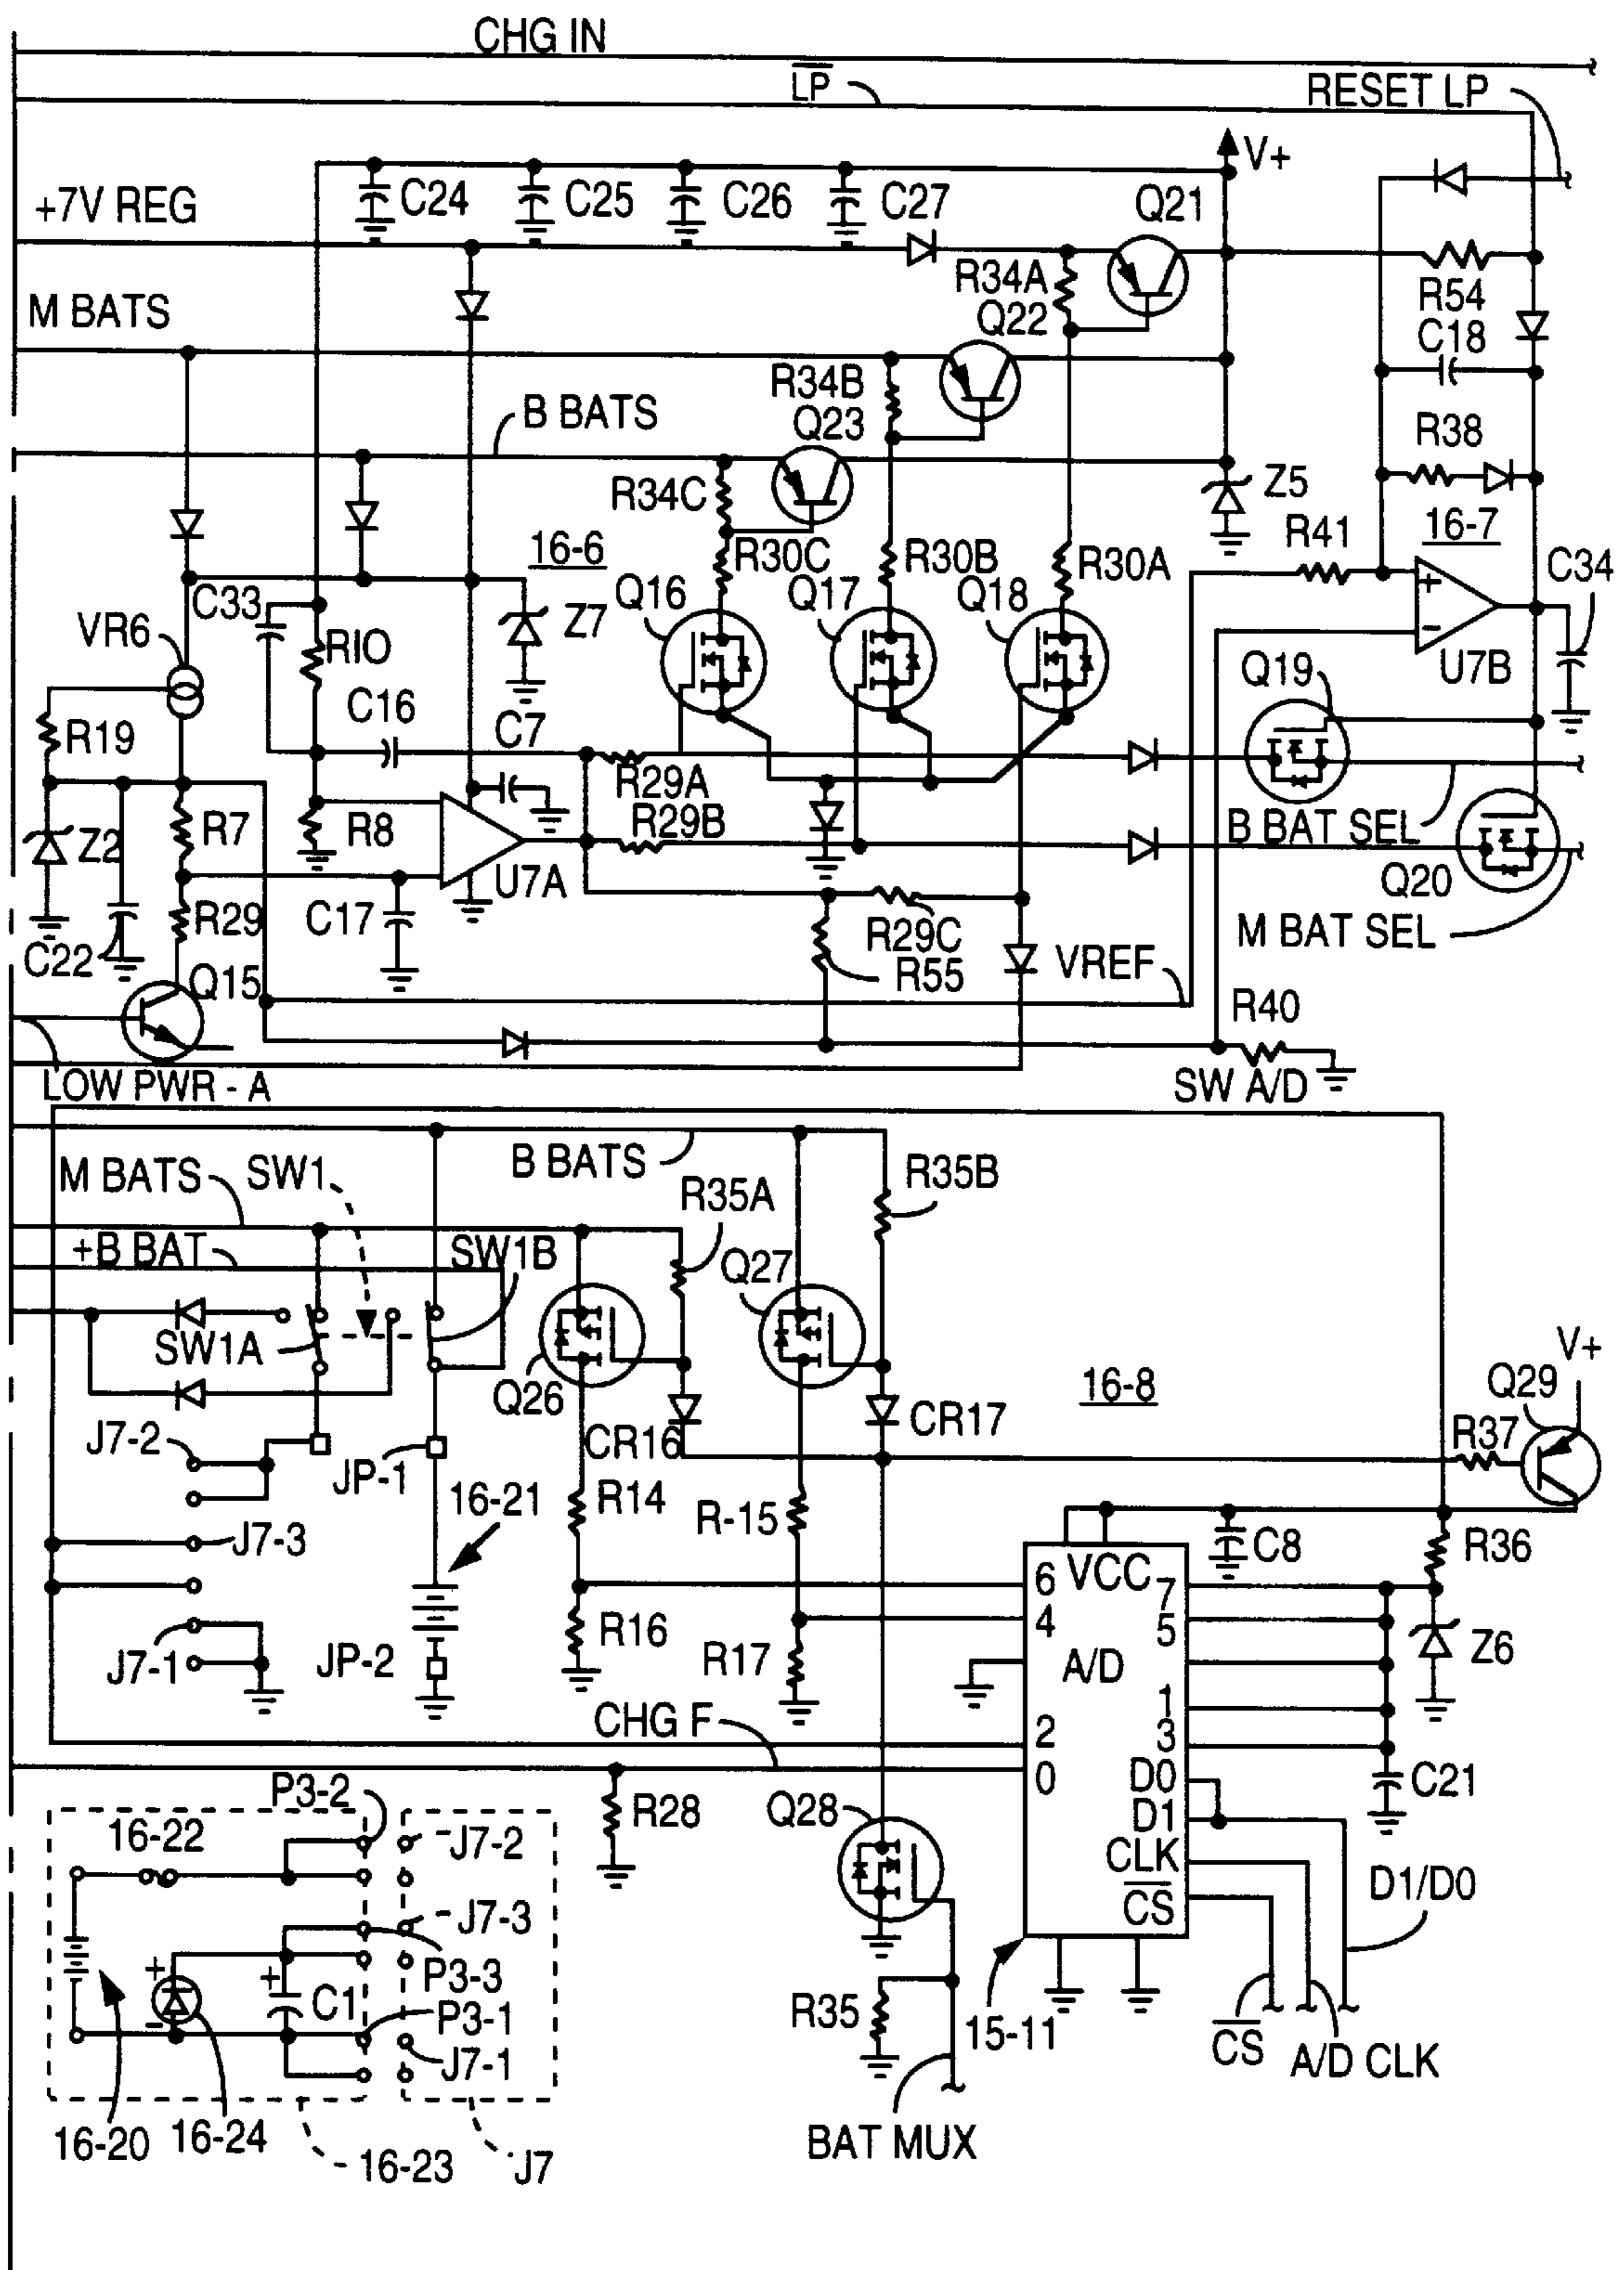 CHG IN
LP
RESET LP
V+
C24
C25
C26
C27
Q21
+7V REG
R34A
Q22
R54
C18
M BATS
R34B
Q23
B BATS
R38
R34C
Z5
16-7
R41
16-6
R30C
R30B
R30A
C34
C33
Q16
Q17
Q18
+
-
VR6
Z7
RIO
U7B
Q19
C16
C7
R19
R29A
R29B
B BAT SEL
Z2
R7
R8
U7A
Q20
R29
C17
R29C
M BAT SEL
C22
R55
VREF
Q15
R40
LOW PWR - A
SW A/D
B BATS
R35B
M BATS
SW1
R35A
+B BAT
SW1B
Q27
SW1A
V+
Q26
16-8
Q29
CR17
J7-2
CR16
R37
JP-1
16-21
R14
R-15
J7-3
C8
R36
6
VCC
7
R16
4
5
J7-1
JP-2
R17
A/D
Z6
1
CHG F
2
3
0
D0
C21
P3-2
R28
Q28
D1
16-22
J7-2
CLK
D1/D0
CS
J7-3
+
+
P3-3
C1
P3-1
R35
15-11
-
J7-1
CS
A/D CLK
16-20
16-24
16-23
J7
BAT MUX